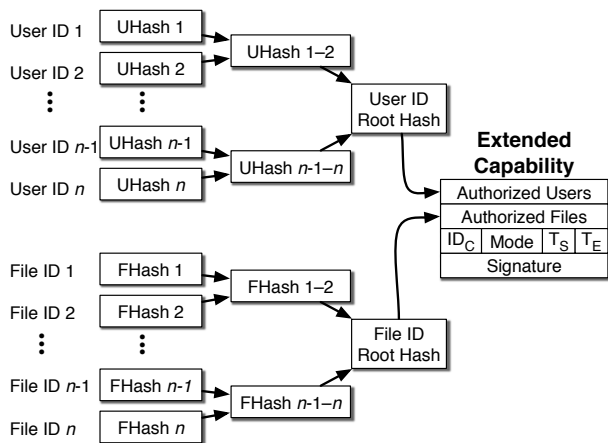 User ID 1
UHash 1
User ID 2
UHash 2
UHash 1–2
User ID n-1
UHash n-1
User ID n
UHash n
UHash n-1–n
User ID
Root Hash
File ID 1
FHash 1
File ID 2
FHash 2
FHash 1–2
File ID n-1
FHash n-1
File ID n
FHash n
FHash n-1–n
File ID
Root Hash
Extended
Capability
Authorized Users
Authorized Files
IDC Mode TS TE
Signature